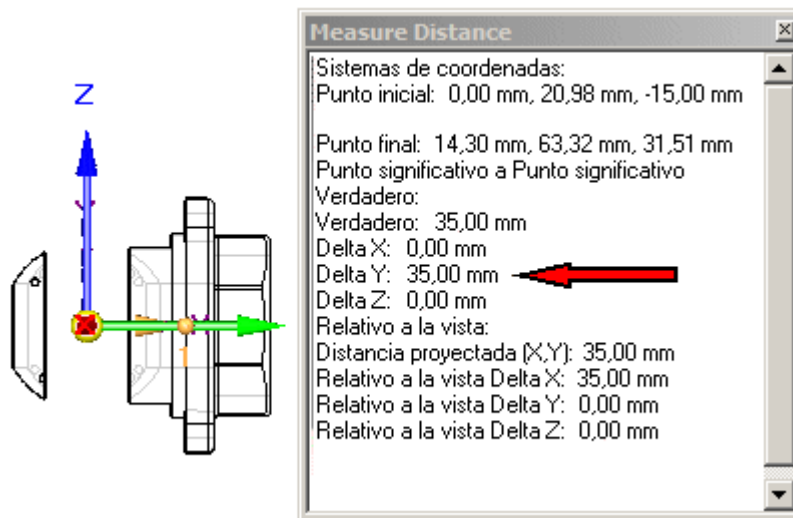 Measure Distance
Sistemas de coordenadas:
Punto inicial: 0,00 mm, 20,98 mm, -15,00 mm
Punto final: 14,30 mm, 63,32 mm, 31,51 mm
Punto significativo a Punto significativo
Verdadero:
Verdadero: 35,00 mm
Delta X: 0,00 mm
Delta Y: 35,00 mm
Delta Z: 0,00 mm
Relativo a la vista:
Distancia proyectada (X,Y): 35,00 mm
Relativo a la vista Delta X: 35,00 mm
Relativo a la vista Delta Y: 0,00 mm
Relativo a la vista Delta Z: 0,00 mm
Z
1